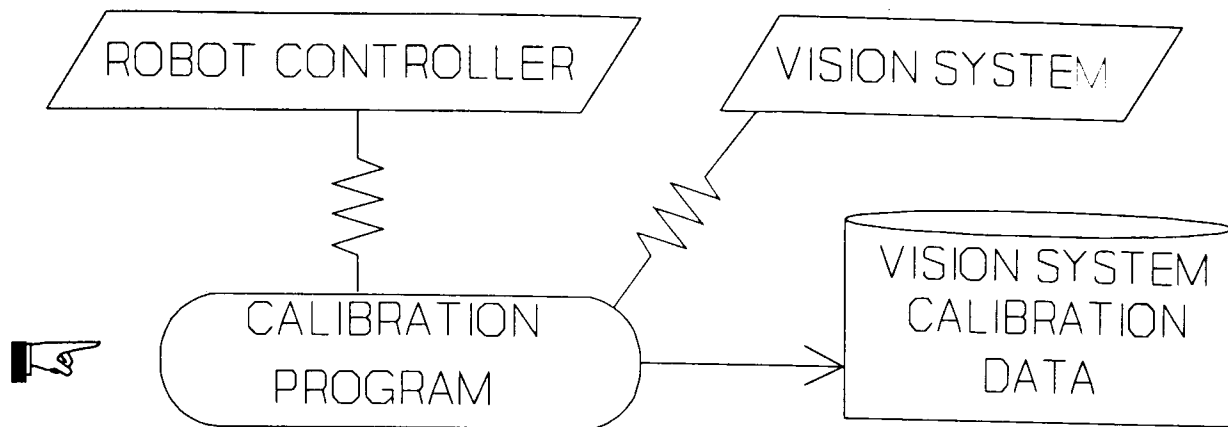 ROBOT CONTROLLER
VISION SYSTEM
CALIBRATION
PROGRAM
VISION SYSTEM
CALIBRATION
DATA